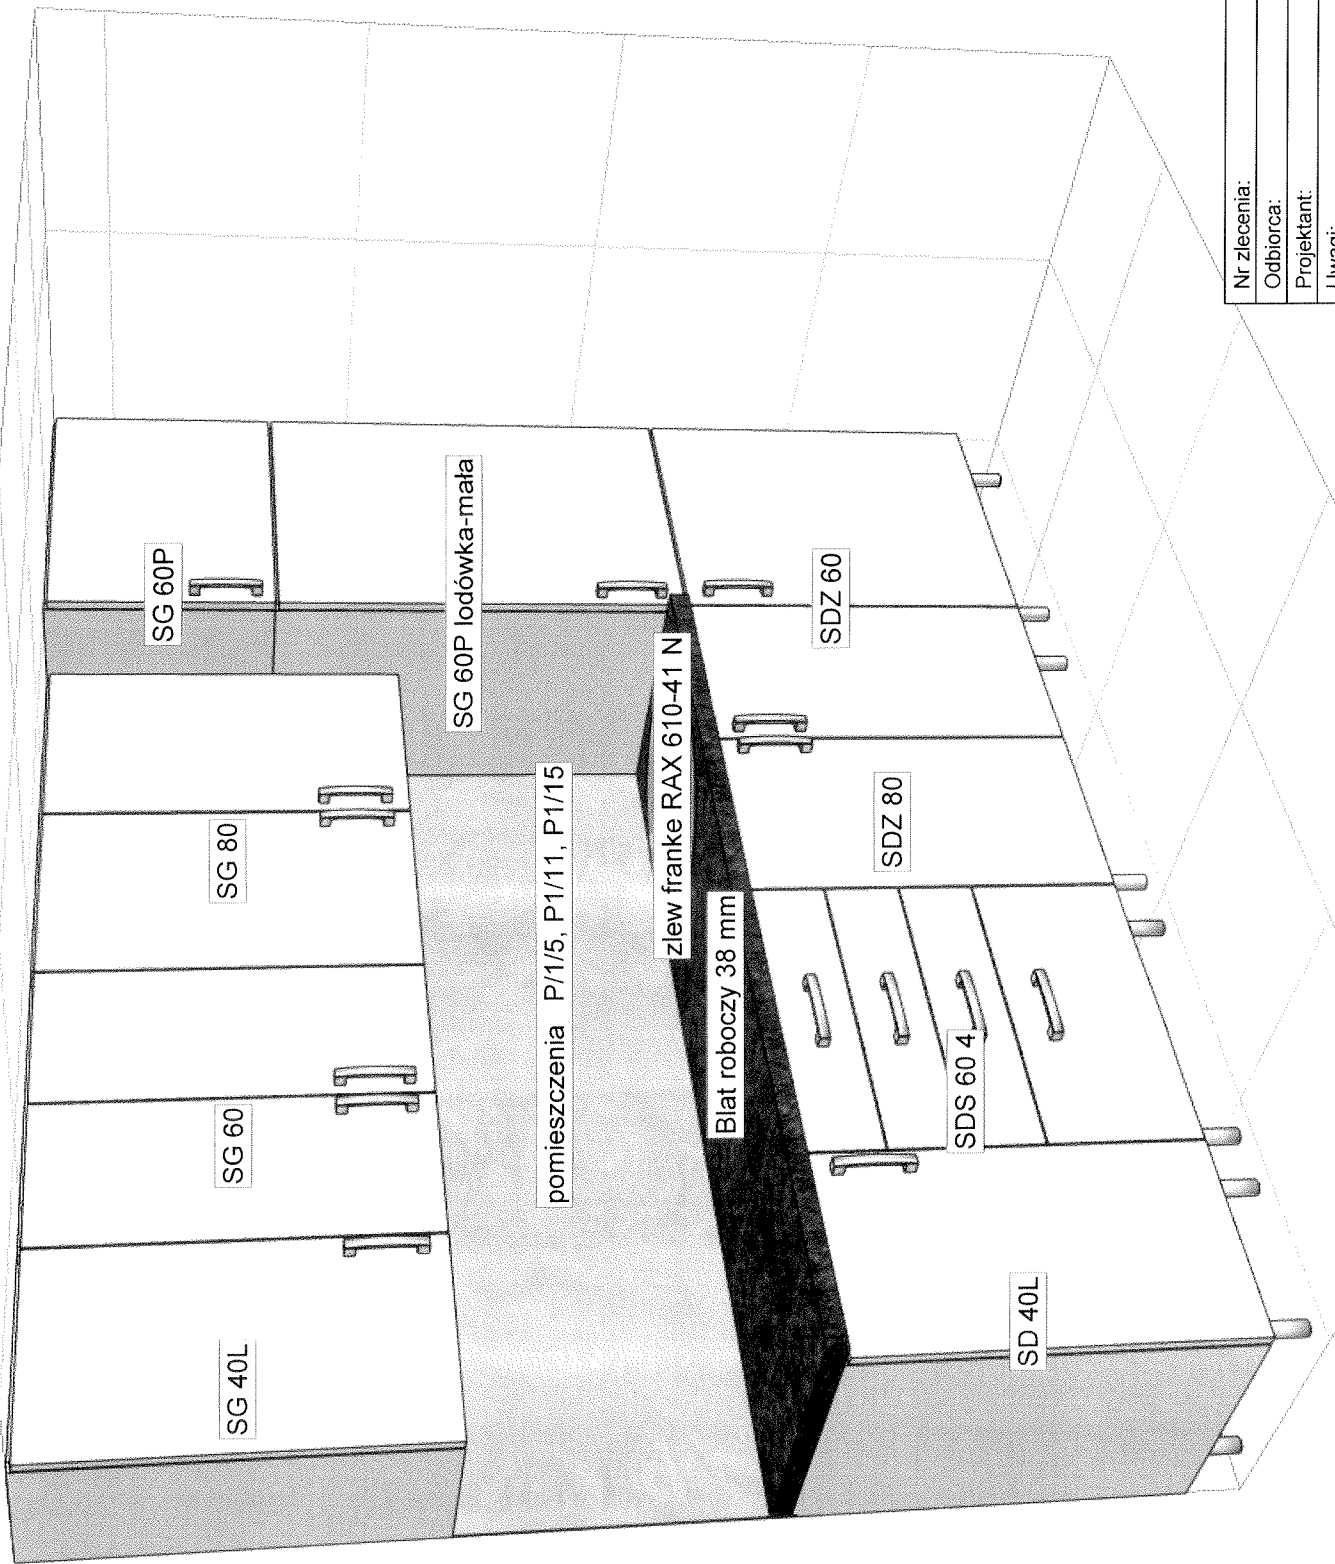 SG 40L
SG 60
SG 80
SG 60P
SG 60P lodówka-mała
pomieszczenia P/1/5, P1/11, P1/15
zlew franke RAX 610-41 N
Blat roboczy 38 mm
SD 40L
SDS 60 4
SDZ 80
SDZ 60
Nr zlecenia:
Odbiorca:
Projektant:
Uwagi: